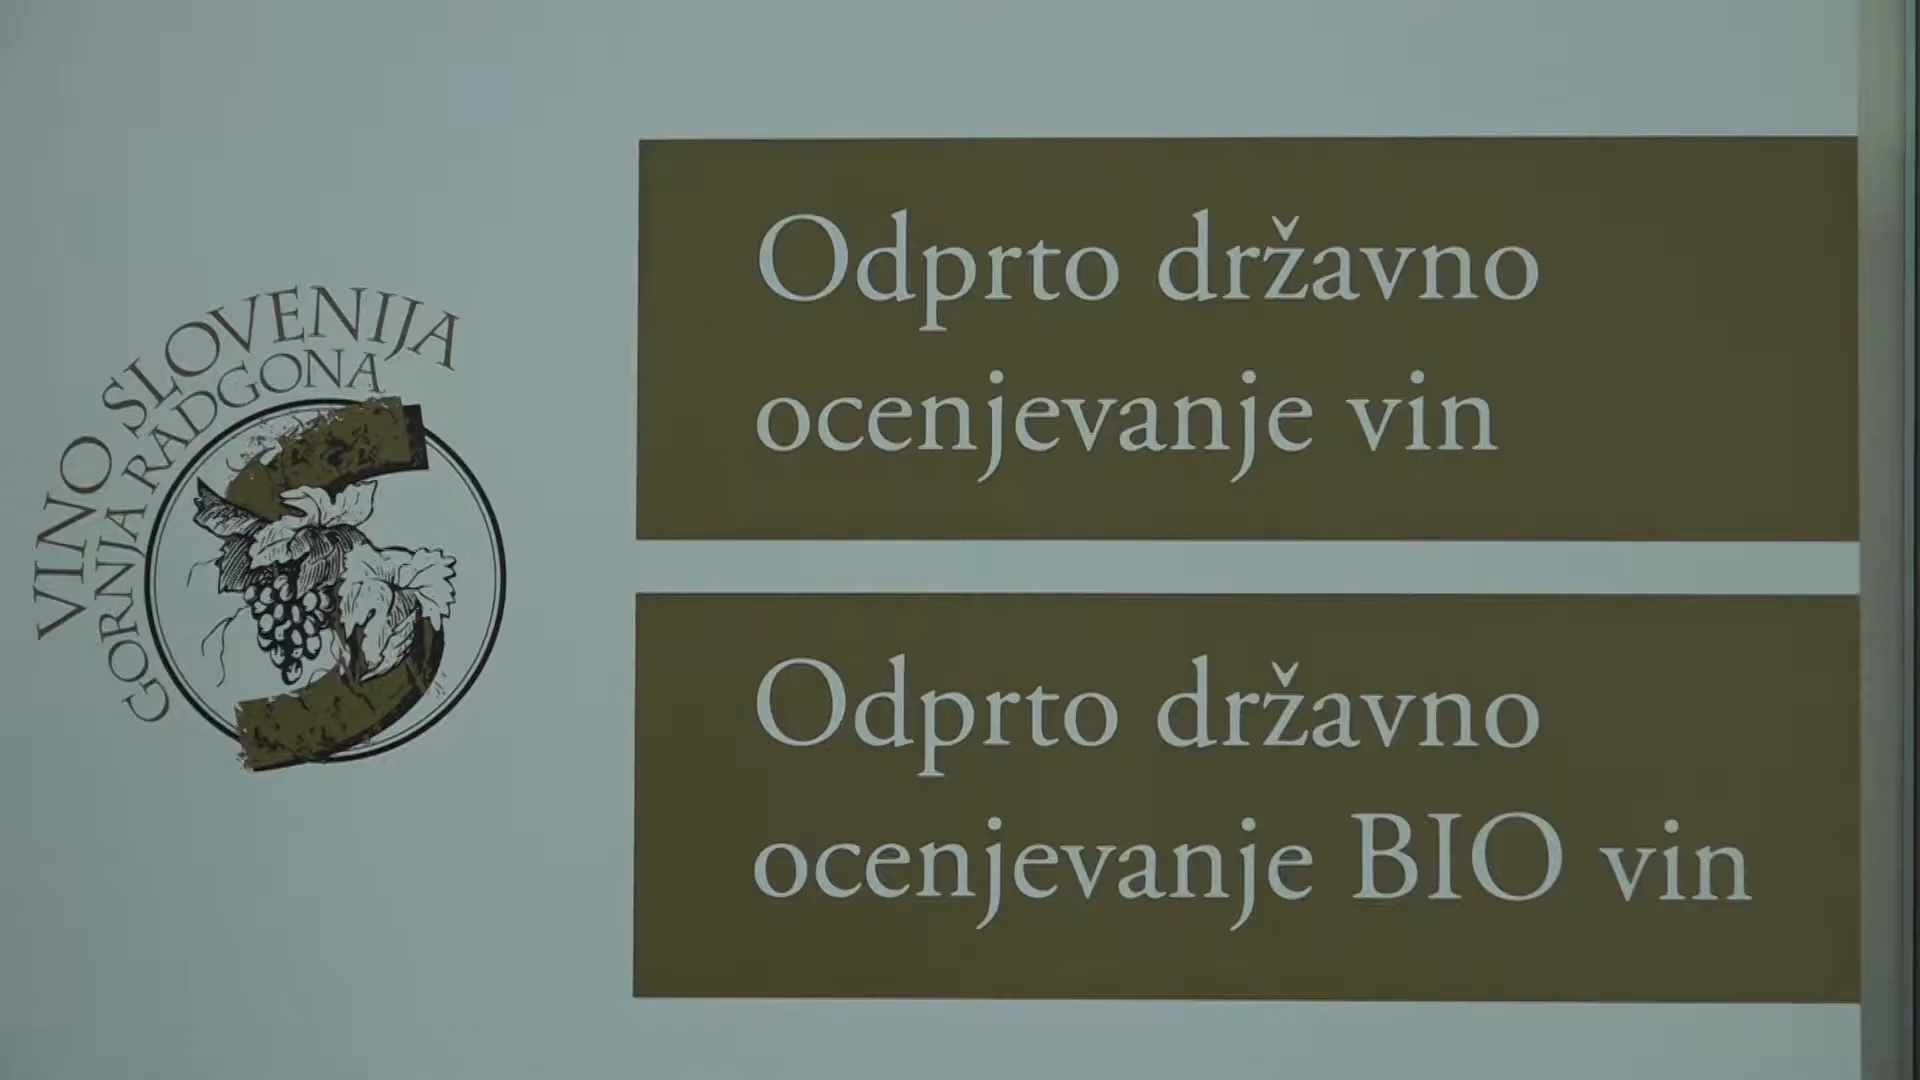 VINO SLOVENIJA
GORNJA RADGONA
Odprto državno
ocenjevanje vin
Odprto državno
ocenjevanje BIO vin